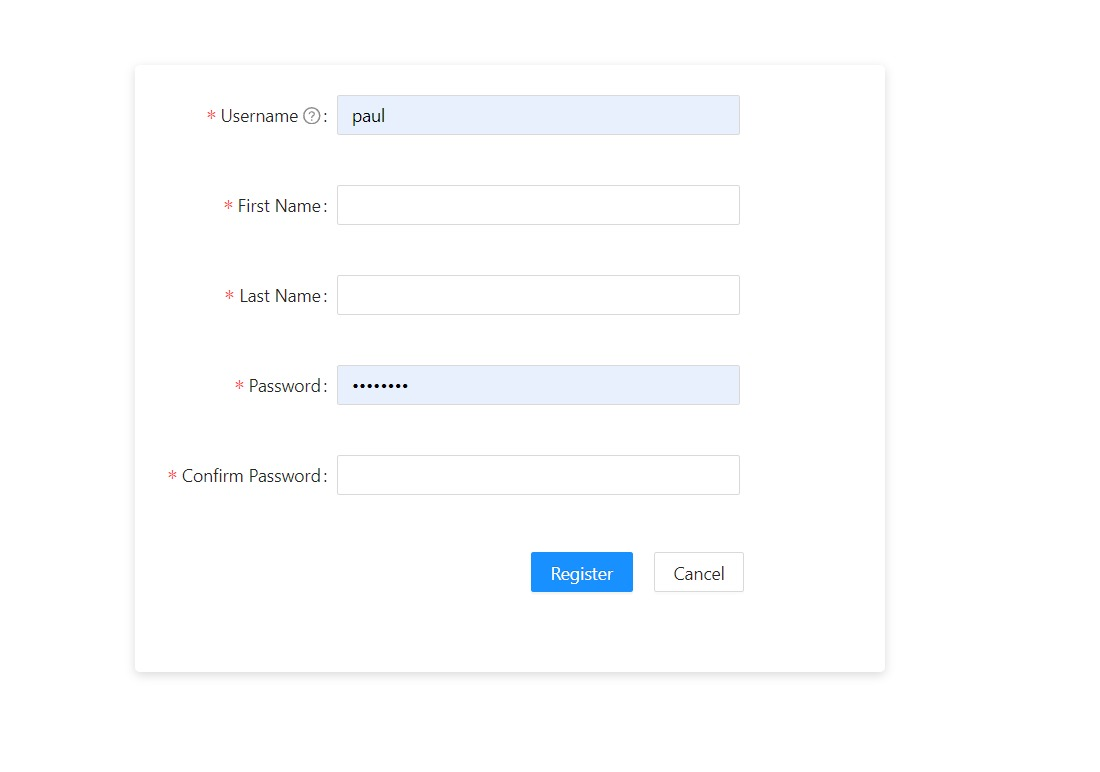 * Username ? : paul
* First Name :
* Last Name :
* Password : ••••••••
* Confirm Password :
Register Cancel